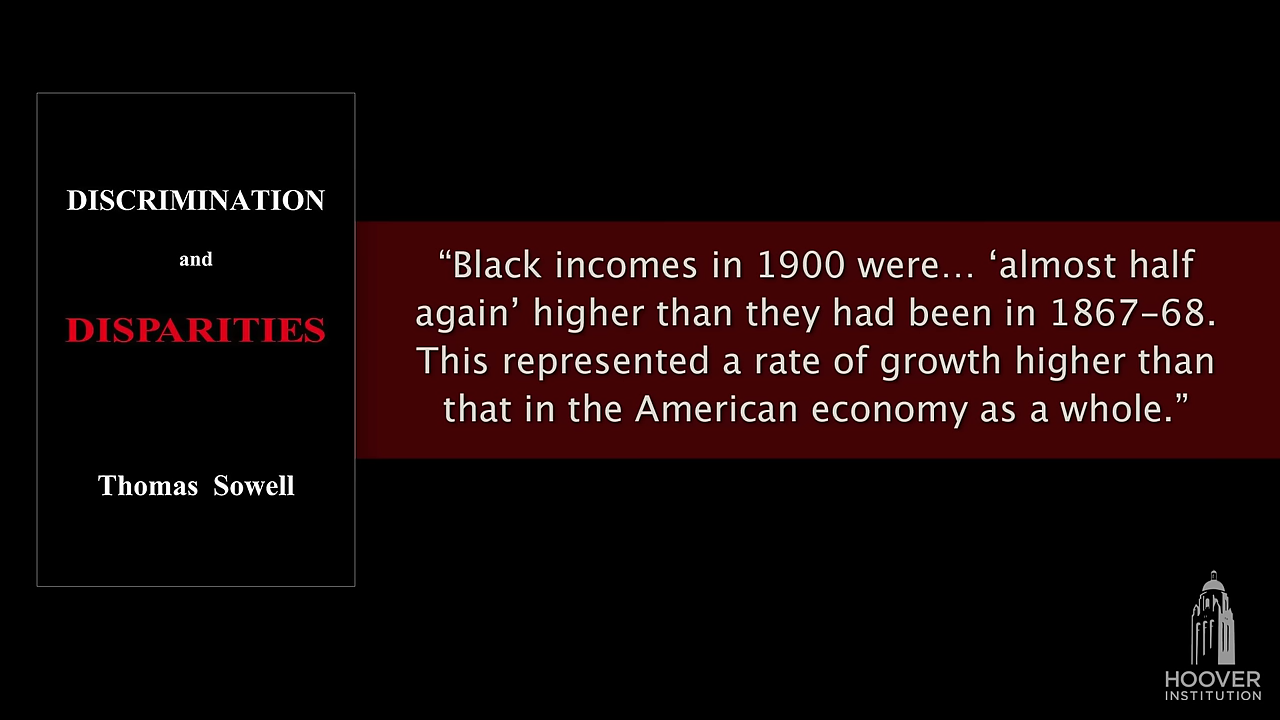 DISCRIMINATION
and
DISPARITIES
Thomas Sowell
“Black incomes in 1900 were… ‘almost half
again’ higher than they had been in 1867–68.
This represented a rate of growth higher than
that in the American economy as a whole.”
HOOVER
INSTITUTION